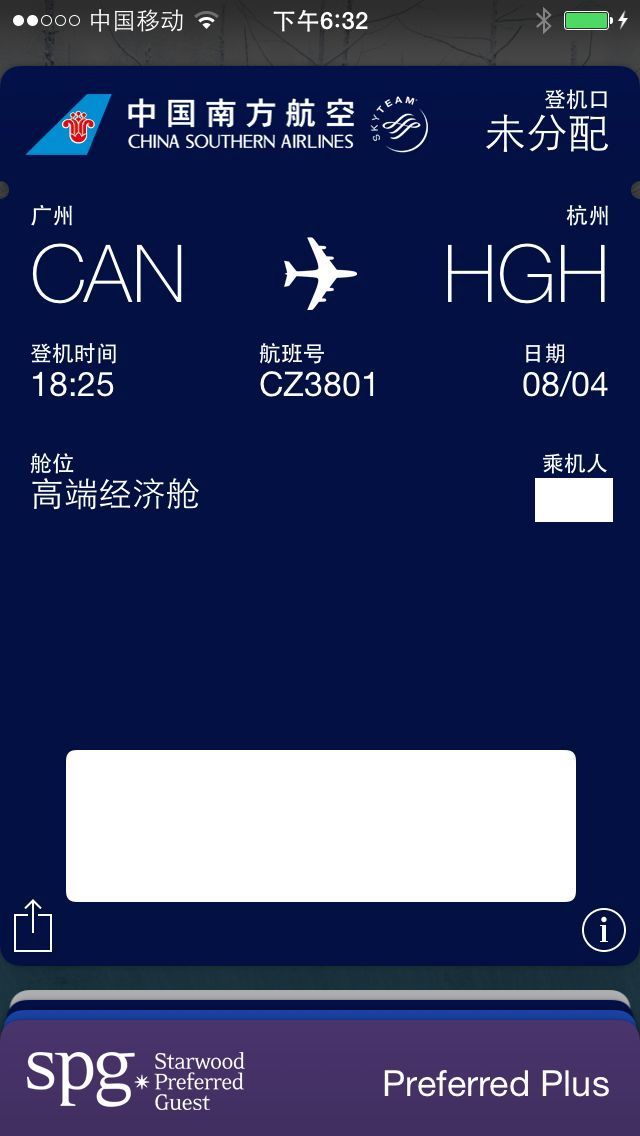 中国移动 下午6:32
中国南方航空
CHINA SOUTHERN AIRLINES
SKYTEAM
登机口
未分配
广州 杭州
CAN HGH
登机时间 航班号 日期
18:25 CZ3801 08/04
舱位 乘机人
高端经济舱
spg Starwood
Preferred
Guest
Preferred Plus